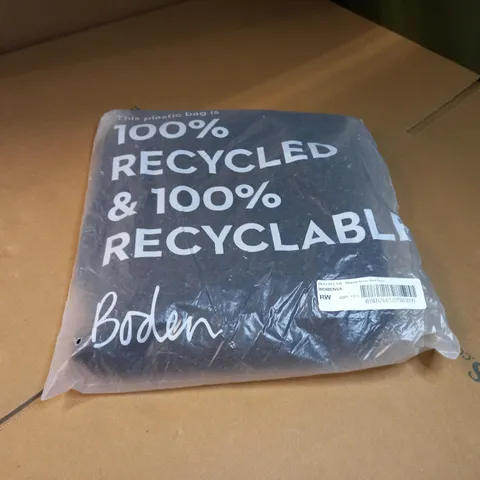 This plastic bag is
100%
RECYCLED
& 100%
RECYCLABLE
Boden
RW